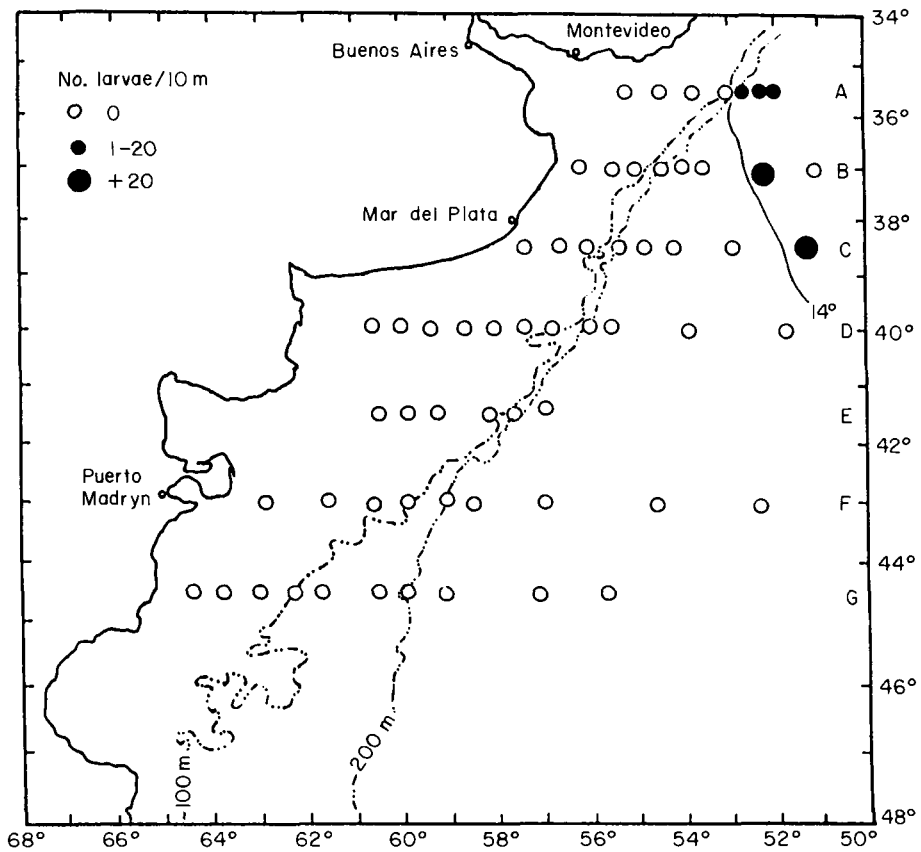 34°
Montevideo
Buenos Aires
No. larvae/10 m
0
1-20
+20
A
36°
B
Mar del Plata
38°
C
14°
D
40°
E
42°
Puerto
Madryn
F
44°
G
46°
200 m
100 m
48°
68° 66° 64° 62° 60° 58° 56° 54° 52° 50°